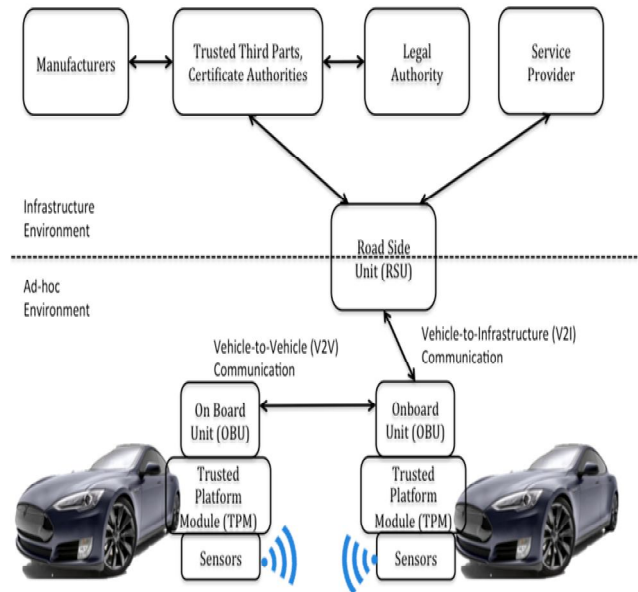 Manufacturers
Trusted Third Parts,
Certificate Authorities
Legal
Authority
Service
Provider
Infrastructure
Environment
Road Side
Unit (RSU)
Ad-hoc
Environment
Vehicle-to-Vehicle (V2V)
Communication
Vehicle-to-Infrastructure (V2I)
Communication
On Board
Unit (OBU)
Onboard
Unit (OBU)
Trusted
Platform
Module (TPM)
Trusted
Platform
Module (TPM)
Sensors
Sensors